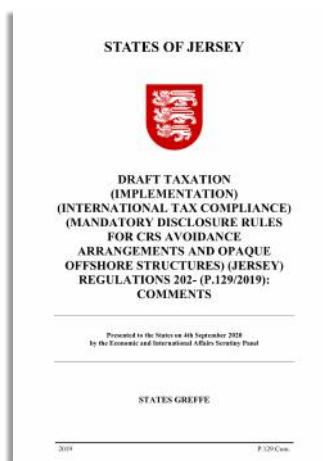 STATES OF JERSEY
DRAFT TAXATION
(IMPLEMENTATION)
(INTERNATIONAL TAX COMPLIANCE)
(MANDATORY DISCLOSURE RULES
FOR CRS AVOIDANCE
ARRANGEMENTS AND OPAQUE
OFFSHORE STRUCTURES) (JERSEY)
REGULATIONS 202- (P.129/2019):
COMMENTS
Presented to the States on 4th September 2020
by the Economic and International Affairs Scrutiny Panel
STATES GREFFE
2019 P.129 Com.